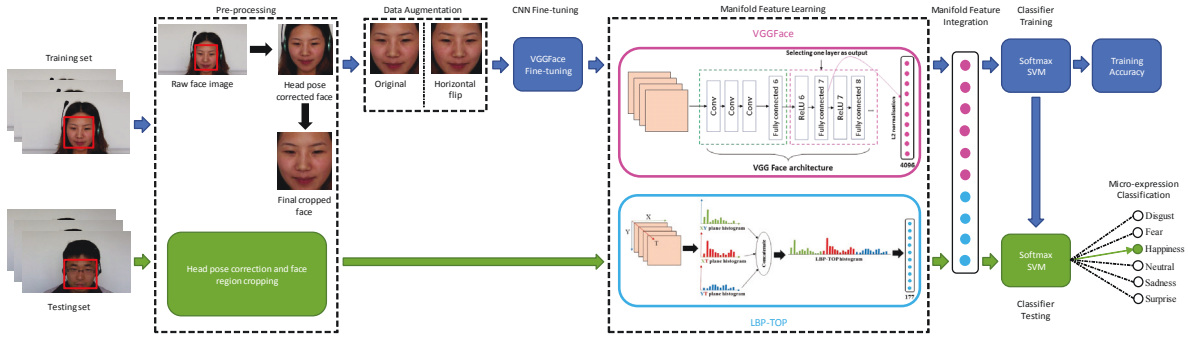 Pre-processing
Data Augmentation
CNN Fine-tuning
Manifold Feature Learning
Manifold Feature
Integration
Classifier
Training
Training set
Raw face image
Head pose
corrected face
Final cropped
face
Original
Horizontal
flip
VGGFace
Fine-tuning
VGGFace
Selecting one layer as output
Conv
Conv
Conv
Fully connected 6
ReLU 6
Fully connected 7
ReLU 7
Fully connected 8
...
L2 normalisation
4096
VGG Face architecture
Softmax
SVM
Training
Accuracy
Testing set
Head pose correction and face
region cropping
X
Y
T
XY plane histogram
XT plane histogram
YT plane histogram
Concatenate
LBP-TOP histogram
177
LBP-TOP
Softmax
SVM
Classifier
Testing
Micro-expression
Classification
Disgust
Fear
Happiness
Neutral
Sadness
Surprise